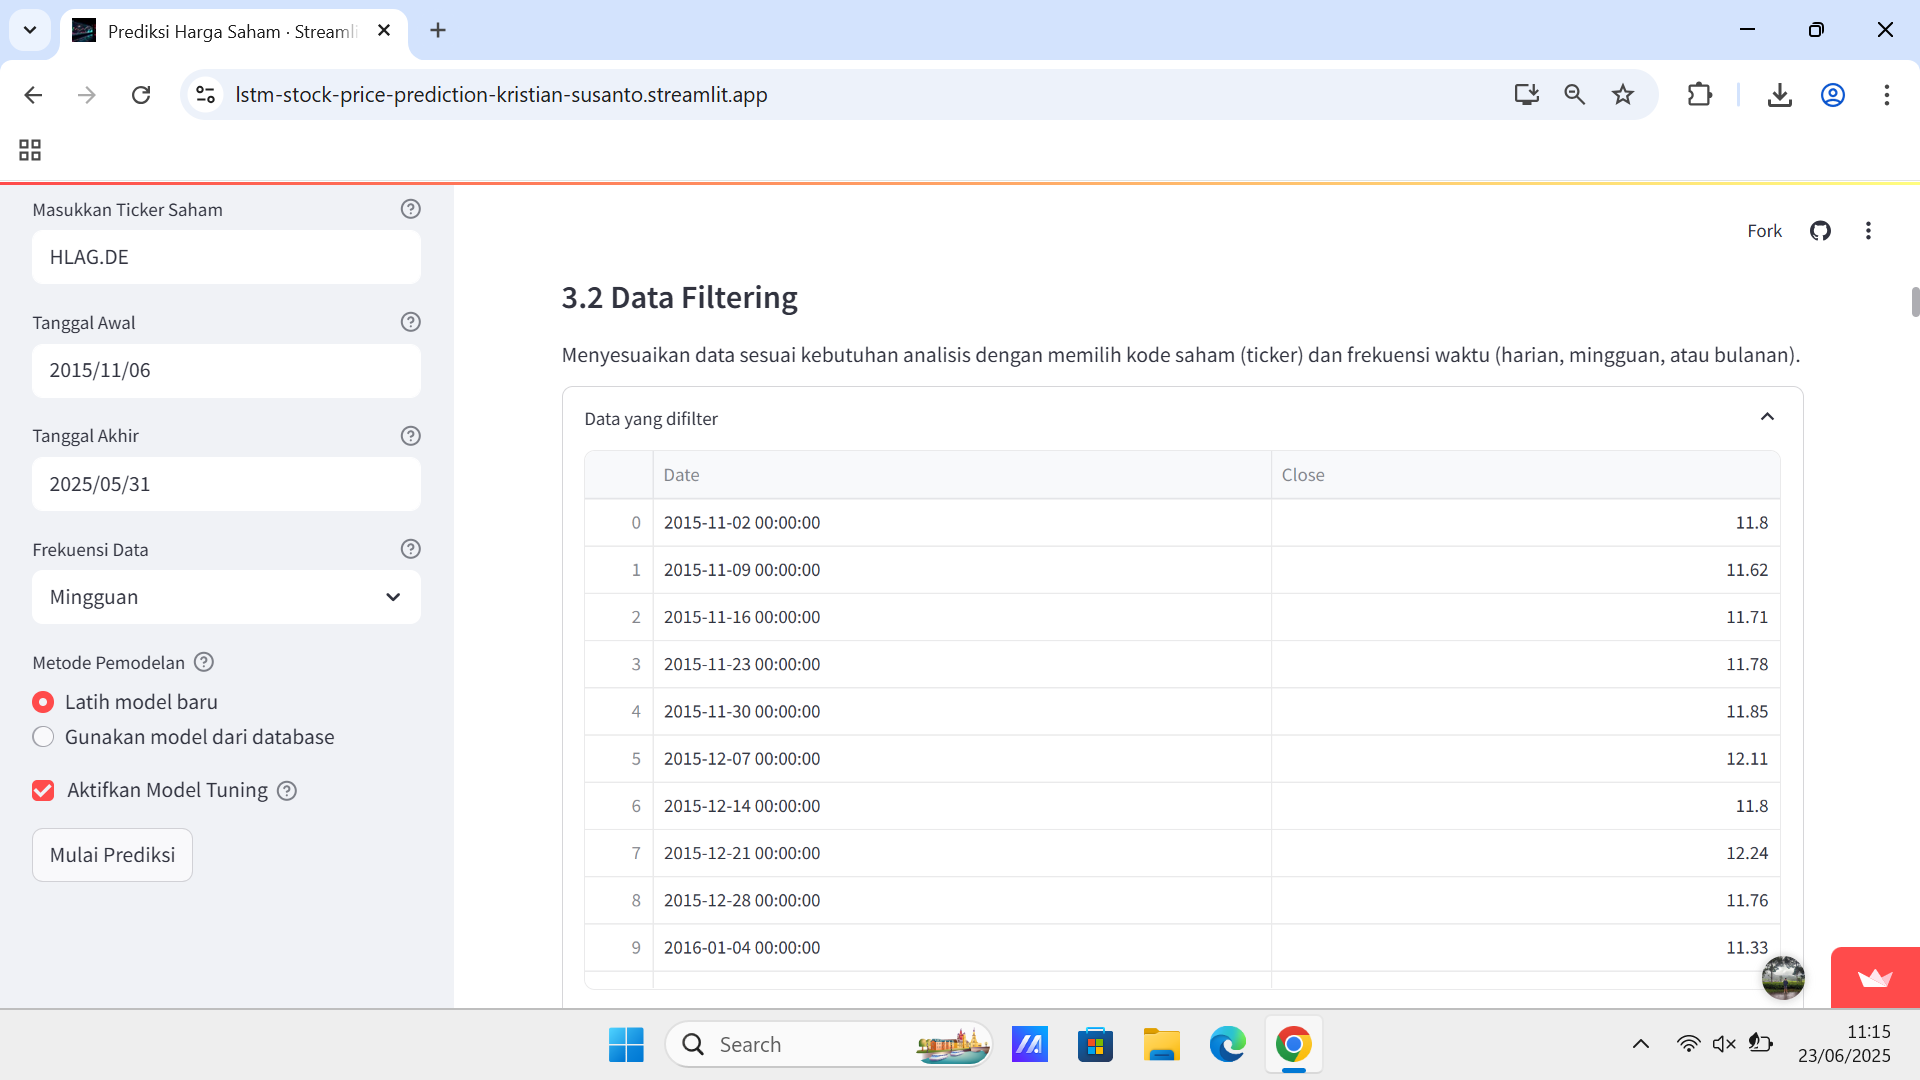 Prediksi Harga Saham · Streamli
lstm-stock-price-prediction-kristian-susanto.streamlit.app
Masukkan Ticker Saham
HLAG.DE
Tanggal Awal
2015/11/06
Tanggal Akhir
2025/05/31
Frekuensi Data
Mingguan
Metode Pemodelan
Latih model baru
Gunakan model dari database
Aktifkan Model Tuning
Mulai Prediksi
Fork
3.2 Data Filtering
Menyesuaikan data sesuai kebutuhan analisis dengan memilih kode saham (ticker) dan frekuensi waktu (harian, mingguan, atau bulanan).
Data yang difilter
Date Close
0 2015-11-02 00:00:00 11.8
1 2015-11-09 00:00:00 11.62
2 2015-11-16 00:00:00 11.71
3 2015-11-23 00:00:00 11.78
4 2015-11-30 00:00:00 11.85
5 2015-12-07 00:00:00 12.11
6 2015-12-14 00:00:00 11.8
7 2015-12-21 00:00:00 12.24
8 2015-12-28 00:00:00 11.76
9 2016-01-04 00:00:00 11.33
Search
11:15
23/06/2025